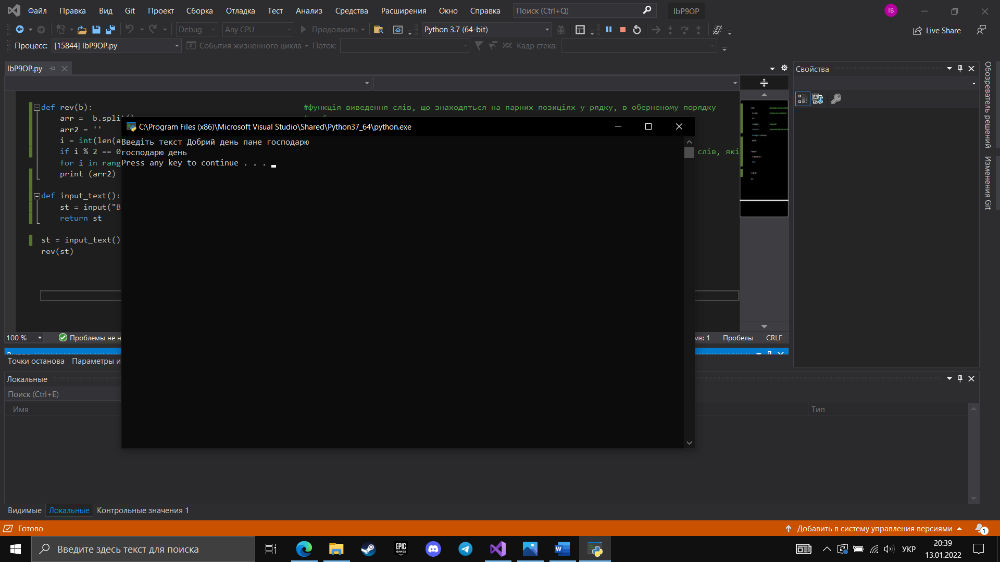 Файл Правка Вид Git Проект Сборка Отладка Тест Анализ Средства Расширения Окно Справка Поиск (Ctrl+Q) IbP9OP IB
Debug Any CPU Продолжить Python 3.7 (64-bit) Live Share
Процесс: [15844] IbP9OP.py События жизненного цикла Поток: Кадр стека:
IbP9OP.py
Свойства
Обозреватель решений
Изменения Git
def rev(b): #функція виведення слів, що знаходяться на парних позиціях у рядку, в оберненому порядку
arr = b.split
arr2 = ''
i = int(len(a
if i % 2 == 0 слів, які
for i in rang
print (arr2)
def input_text():
st = input("В
return st
st = input_text()
rev(st)
C:\Program Files (x86)\Microsoft Visual Studio\Shared\Python37_64\python.exe
Введіть текст Добрий день пане господарю
господарю день
Press any key to continue . . .
100 % Проблемы не н мв: 1 Пробелы CRLF
Точки останова Параметры и
Локальные
Поиск (Ctrl+E)
Имя Тип
Видимые Локальные Контрольные значения 1
Готово Добавить в систему управления версиями 1
Введите здесь текст для поиска EPIC GAMES УКР 20:39
13.01.2022